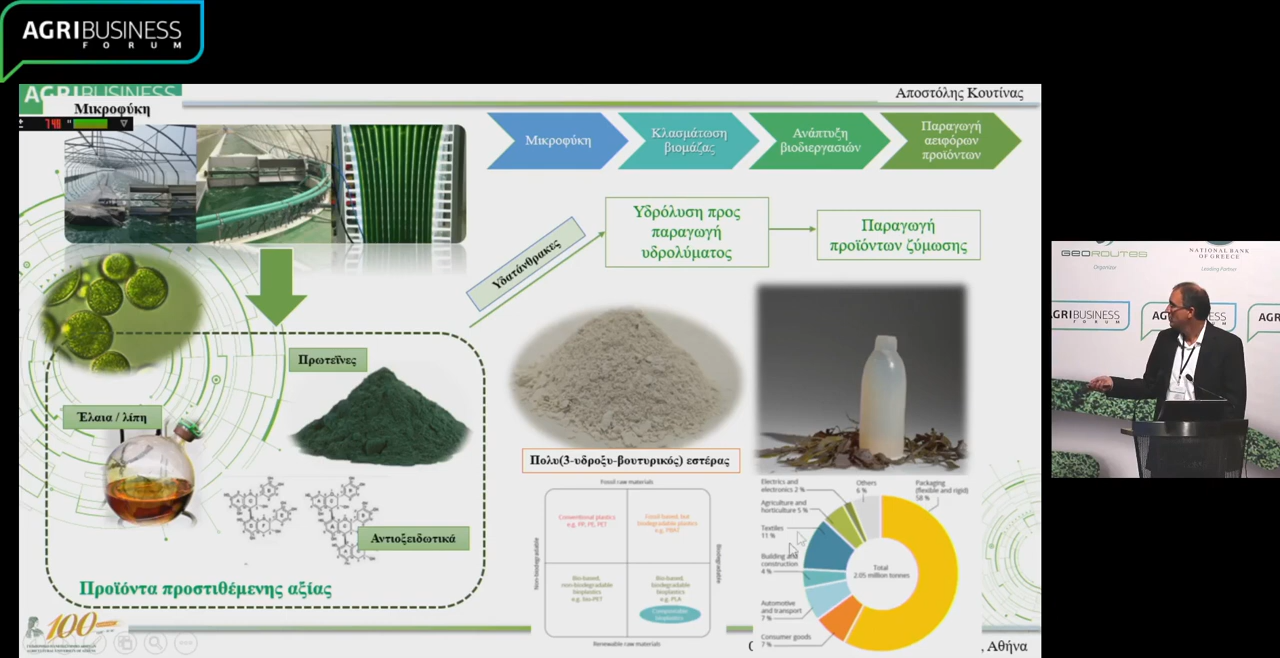 AGRIBUSINESS
FORUM
AGRIBUSINESS
Μικροφύκη
Αποστόλης Κουτίνας
Μικροφύκη
Κλασμάτωση
βιομάζας
Ανάπτυξη
βιοδιεργασιών
Παραγωγή
αειφόρων
προϊόντων
Υδατάνθρακες
Υδρόλυση προς
παραγωγή
υδρολύματος
Παραγωγή
προϊόντων ζύμωσης
Πρωτεΐνες
Έλαια / λίπη
Αντιοξειδωτικά
Προϊόντα προστιθέμενης αξίας
Πολυ(3-υδροξυ-βουτυρικός) εστέρας
Fossil raw materials
Conventional plastics
e.g. PP, PE, PET
Fossil based, but
biodegradable plastics
e.g. PBAT
Non-biodegradable
Biodegradable
Bio-based,
non-biodegradable
bioplastics
e.g. bio-PET
Bio-based,
biodegradable
bioplastics
e.g. PLA
Compostable
bioplastics
Renewable raw materials
Electrics and
electronics 2 %
Others
6 %
Packaging
(flexible and rigid)
58 %
Agriculture and
horticulture 5 %
Textiles
11 %
Building and
construction
4 %
Automotive
and transport
7 %
Consumer goods
7 %
Total
2.05 million tonnes
100
, Αθήνα
GEOROUTES
Organizer
NATIONAL BANK
OF GREECE
Leading Partner
AGRIBUSINESS
FORUM
AGR